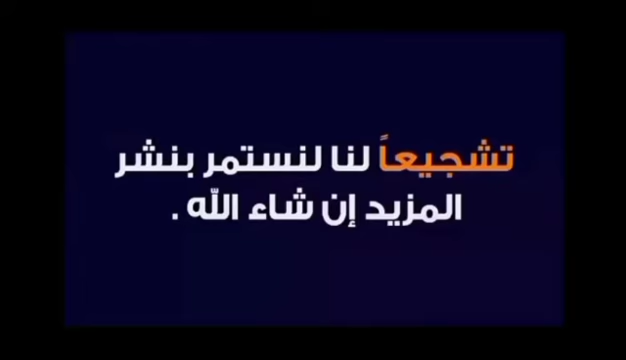 تشجيعاً لنا لنستمر بنشر
المزيد إن شاء الله .